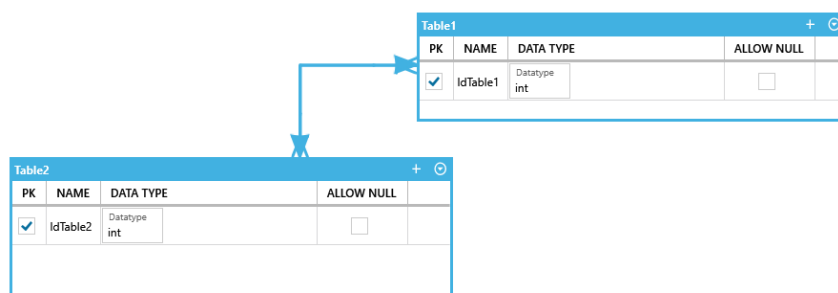 Table1
PK NAME DATA TYPE ALLOW NULL
IdTable1 Datatype
int
Table2
PK NAME DATA TYPE ALLOW NULL
IdTable2 Datatype
int